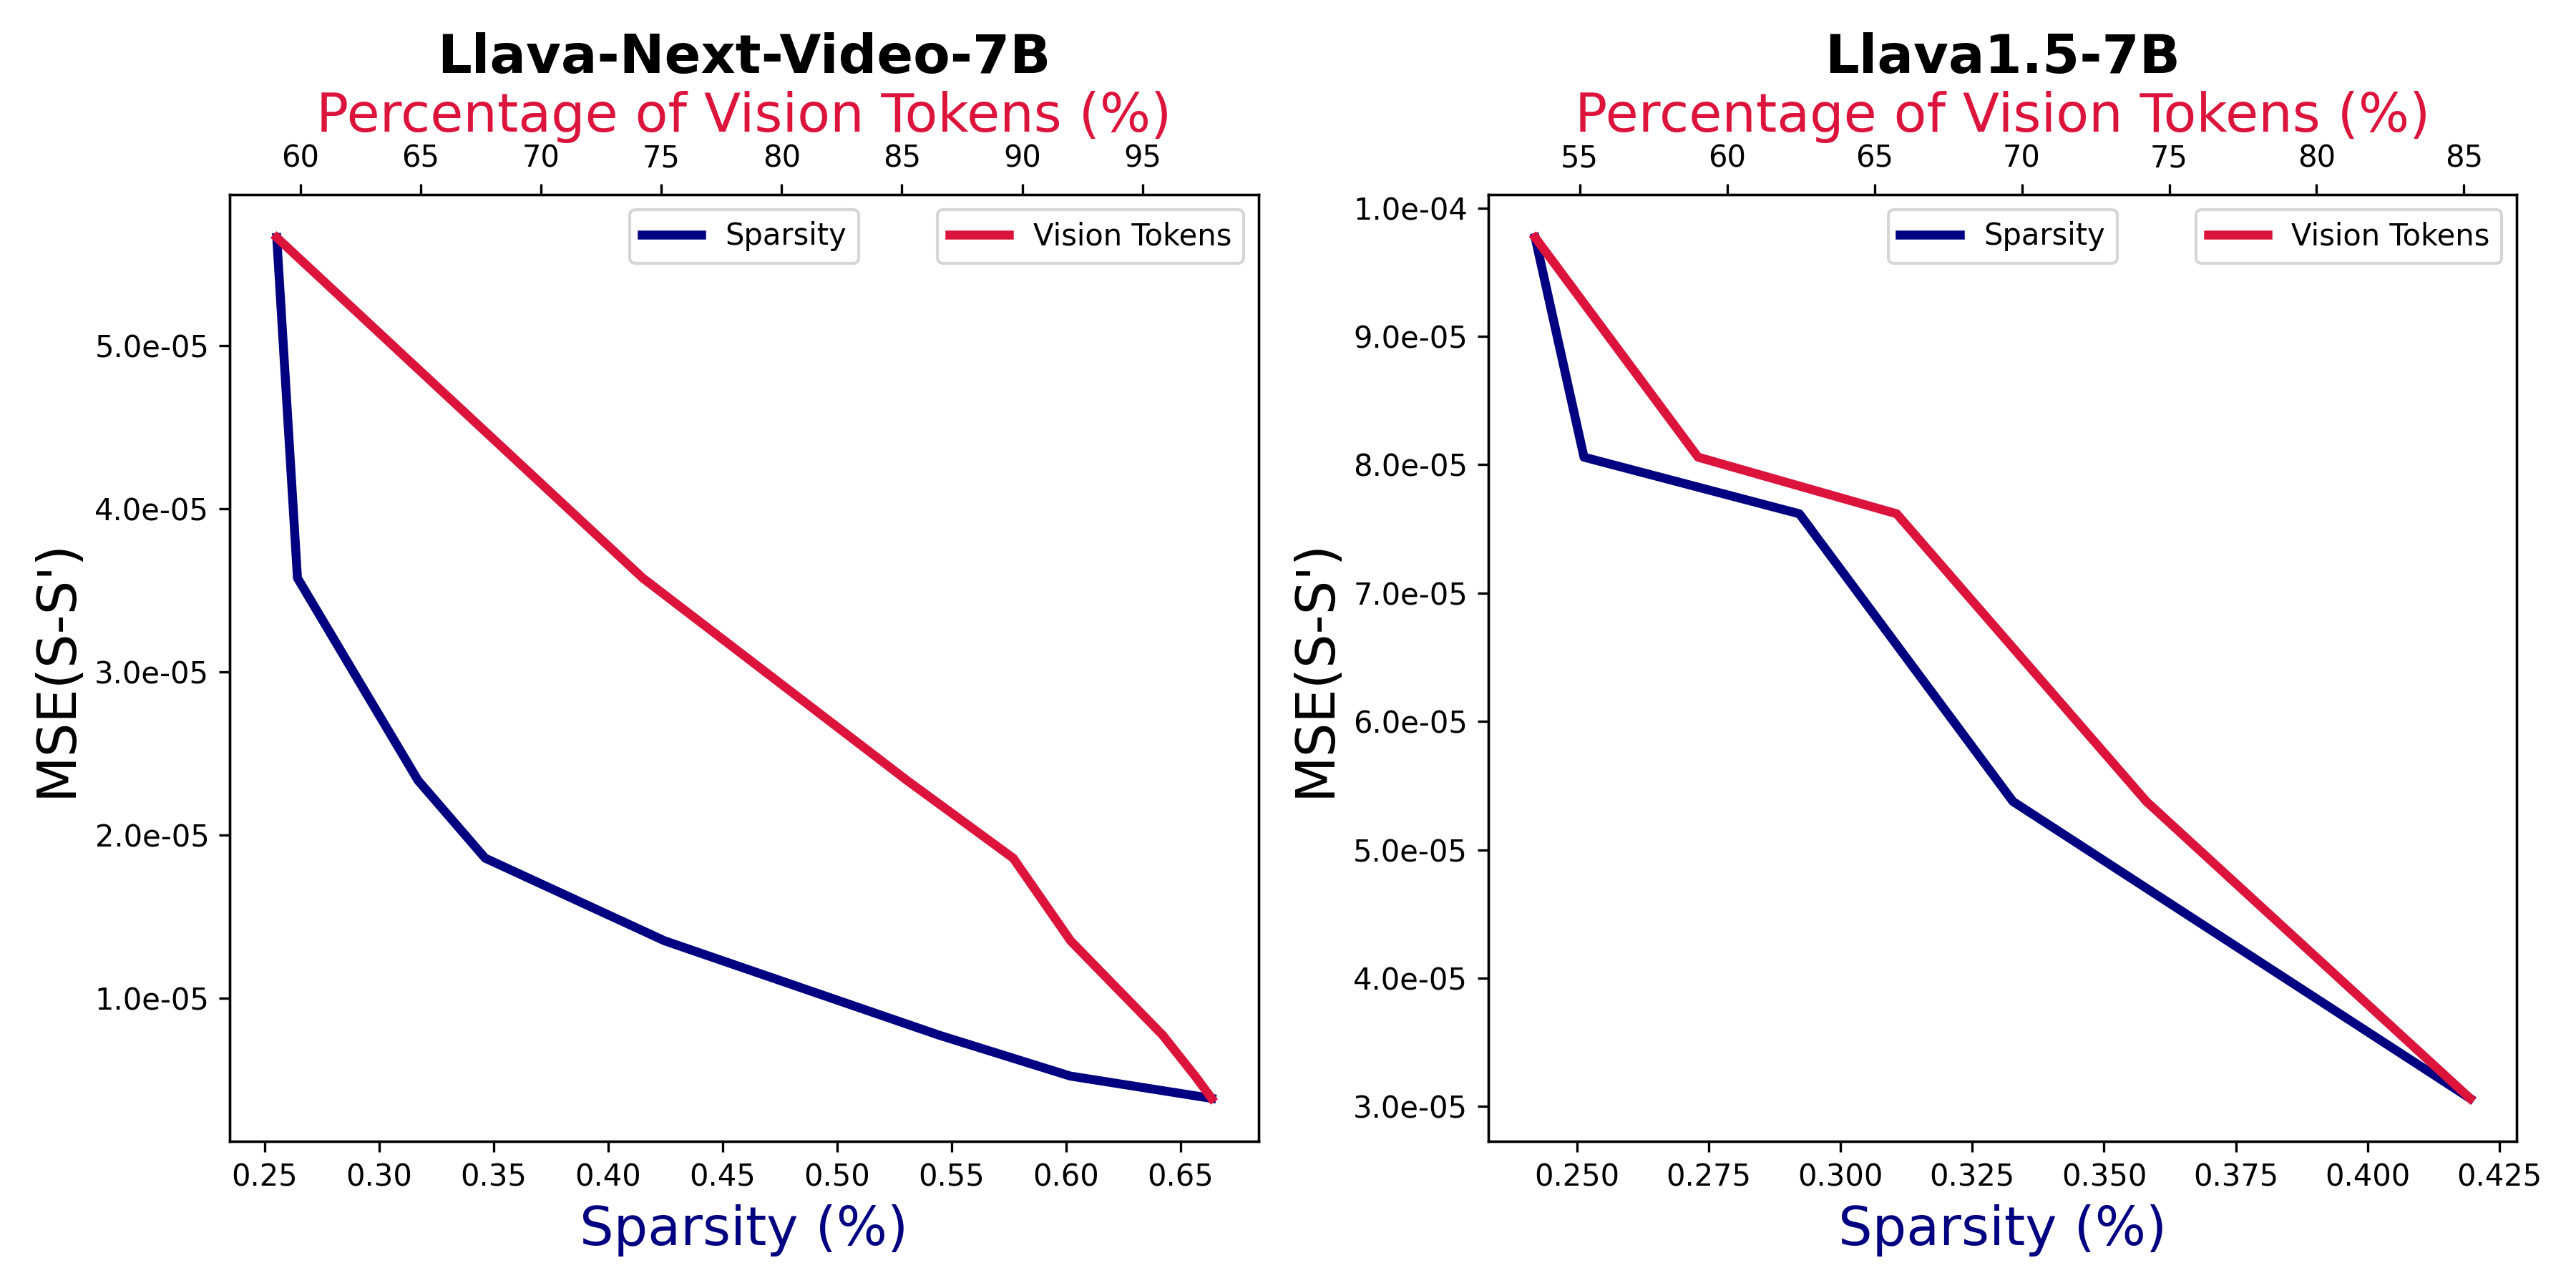 Llava-Next-Video-7B
Percentage of Vision Tokens (%)
60 65 70 75 80 85 90 95
Sparsity
Vision Tokens
MSE(S-S')
5.0e-05
4.0e-05
3.0e-05
2.0e-05
1.0e-05
0.25 0.30 0.35 0.40 0.45 0.50 0.55 0.60 0.65
Sparsity (%)
Llava1.5-7B
Percentage of Vision Tokens (%)
55 60 65 70 75 80 85
Sparsity
Vision Tokens
MSE(S-S')
1.0e-04
9.0e-05
8.0e-05
7.0e-05
6.0e-05
5.0e-05
4.0e-05
3.0e-05
0.250 0.275 0.300 0.325 0.350 0.375 0.400 0.425
Sparsity (%)